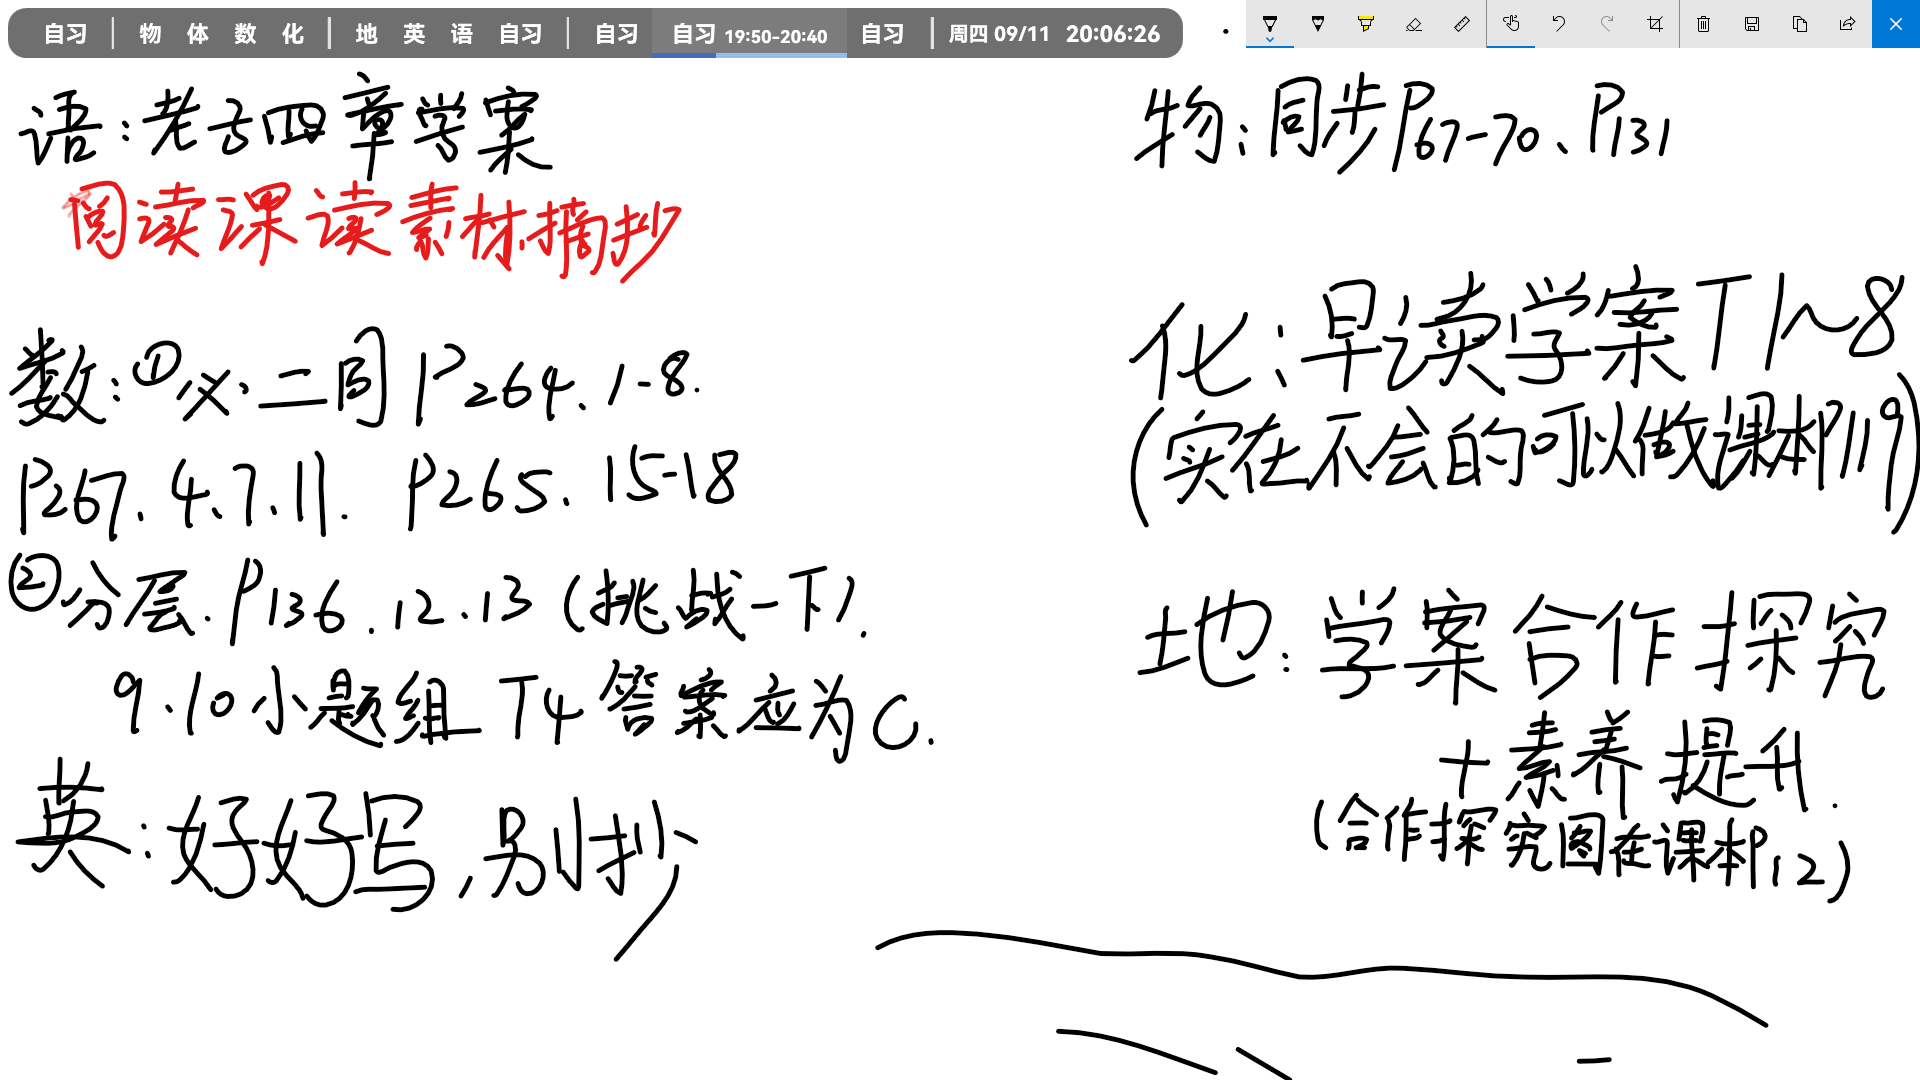 自习 | 物 体 数 化 | 地 英 语 自习 | 自习 自习 19:50-20:40 自习 | 周四 09/11 20:06:26
语:老子四章学案
阅读课读素材摘抄
数:①必二同P264、1-8.
P267、4、7、11. P265、15-18
②分层.P136.12.13(挑战一下).
9、10小题组 T4答案应为C.
英:好好写,别抄
物:同步P67-70、P131
化:早读学案T1~8
(实在不会的可以做课本P119)
地:学案合作探究
+素养提升.
(合作探究图在课本P12)